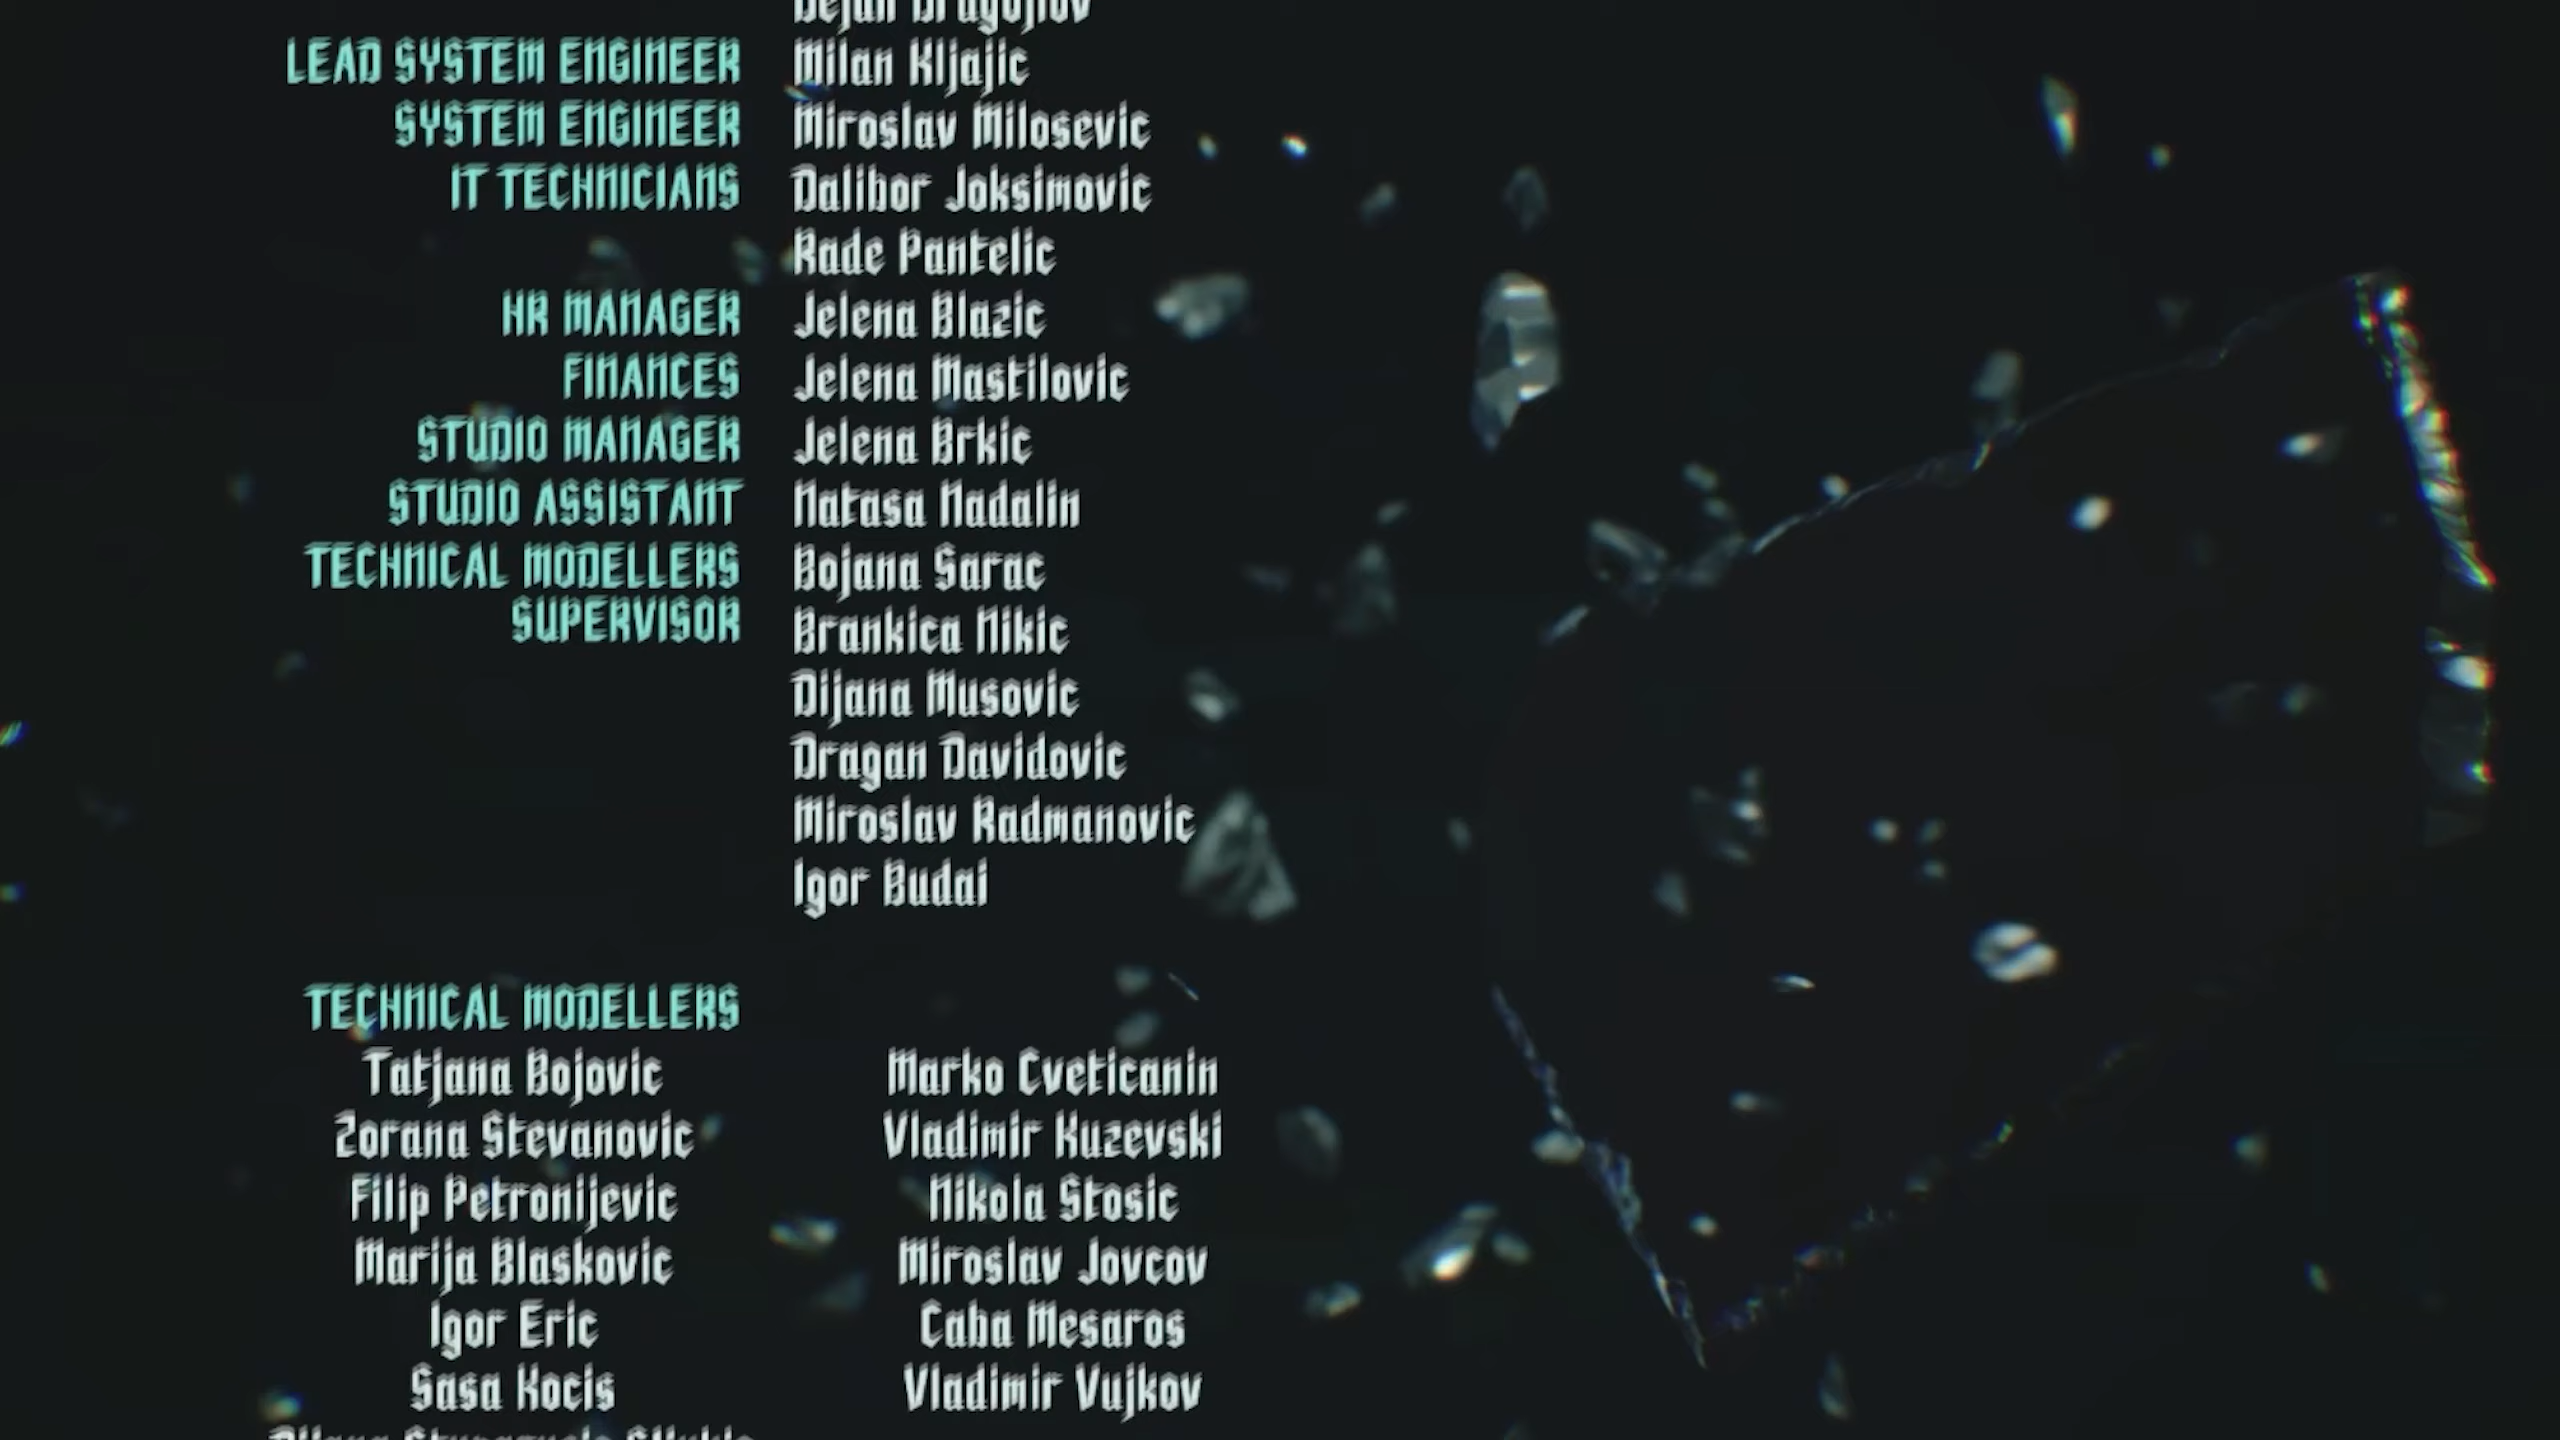 Dejan Dragojlov
LEAD SYSTEM ENGINEER Milan Kljajic
SYSTEM ENGINEER Miroslav Milosevic
IT TECHNICIANS Dalibor Joksimovic
Rade Pantelic
HR MANAGER Jelena Blazic
FINANCES Jelena Mastilovic
STUDIO MANAGER Jelena Brkic
STUDIO ASSISTANT Natasa Nadalin
TECHNICAL MODELLERS Bojana Sarac
SUPERVISOR Brankica Nikic
Dijana Musovic
Dragan Davidovic
Miroslav Radmanovic
Igor Budai
TECHNICAL MODELLERS
Tatjana Bojovic Marko Cveticanin
Zorana Stevanovic Vladimir Kuzevski
Filip Petronijevic Nikola Stosic
Marija Blaskovic Miroslav Jovcov
Igor Eric Caba Mesaros
Sasa Kocis Vladimir Vujkov